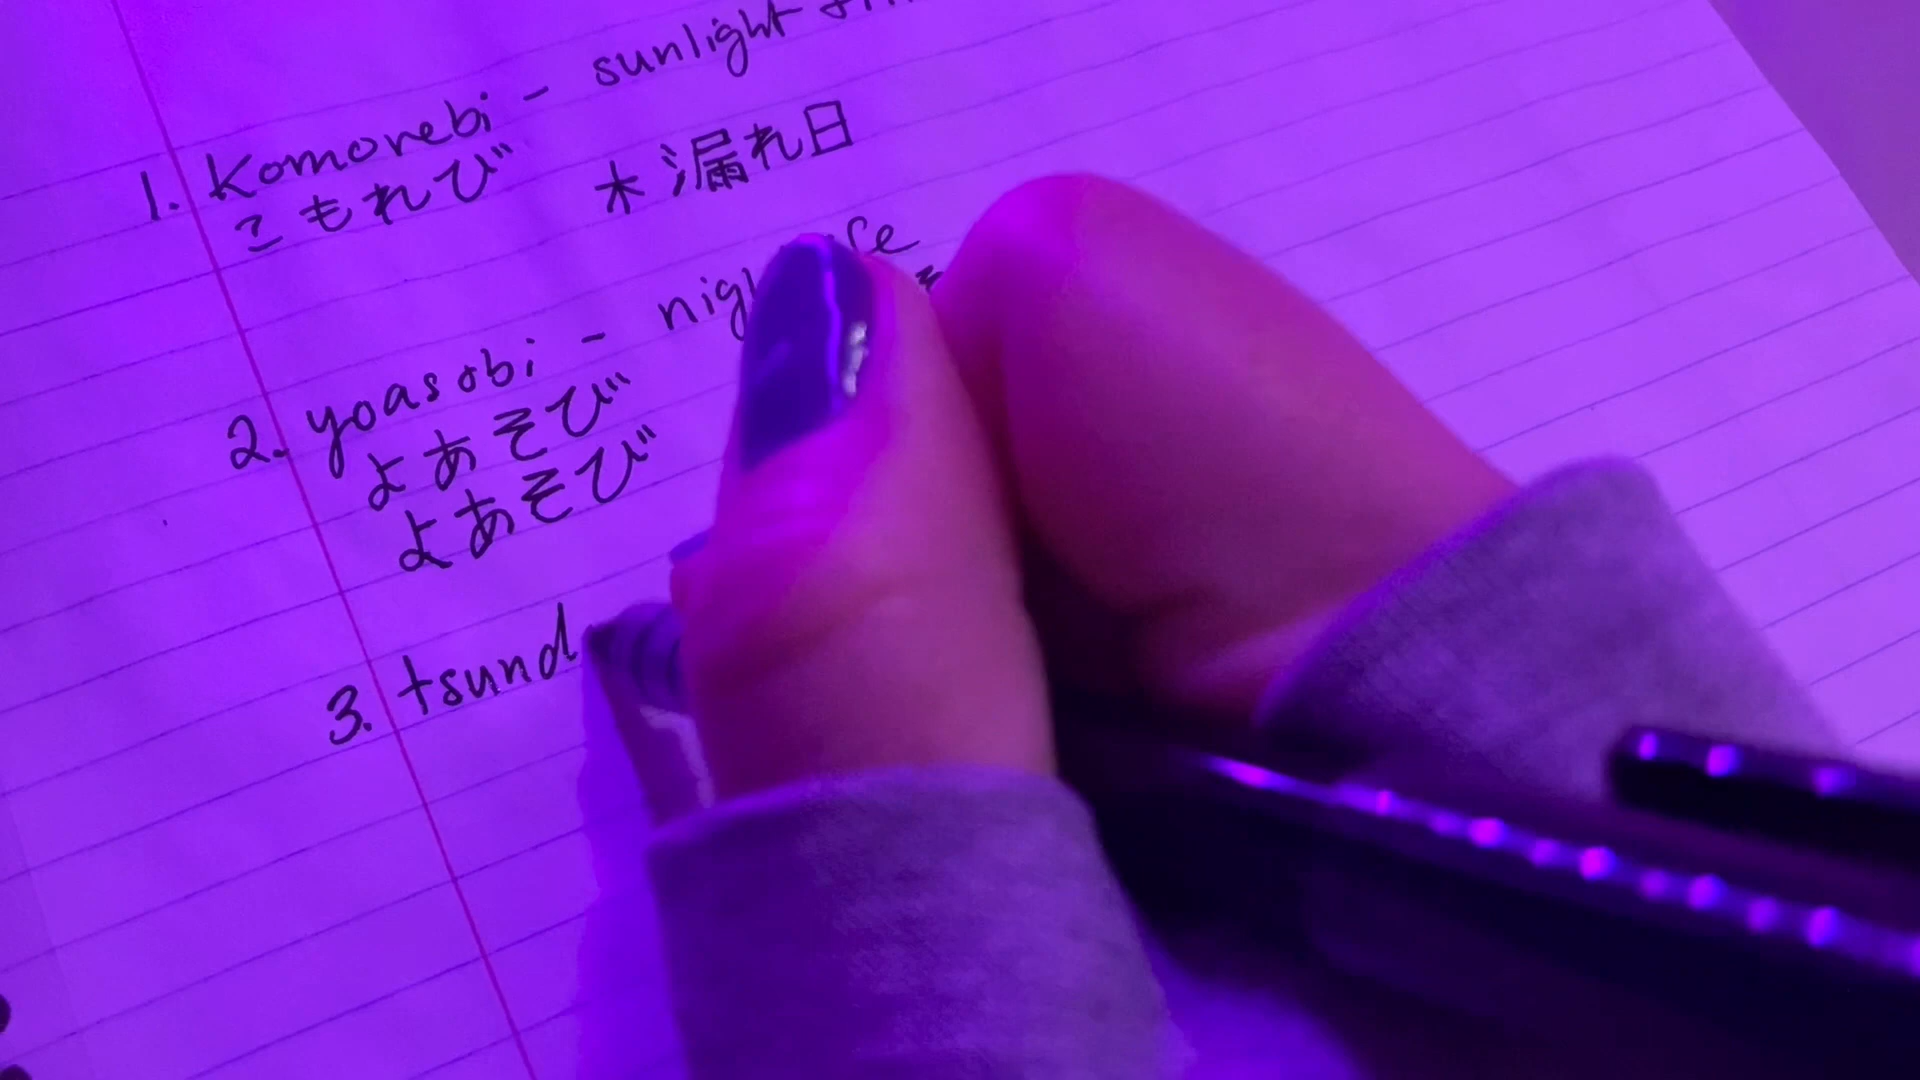 1. Komorebi - sunlight
こもれび 木漏れ日
2. yoasobi -
よあそび
よあそび
3. tsund